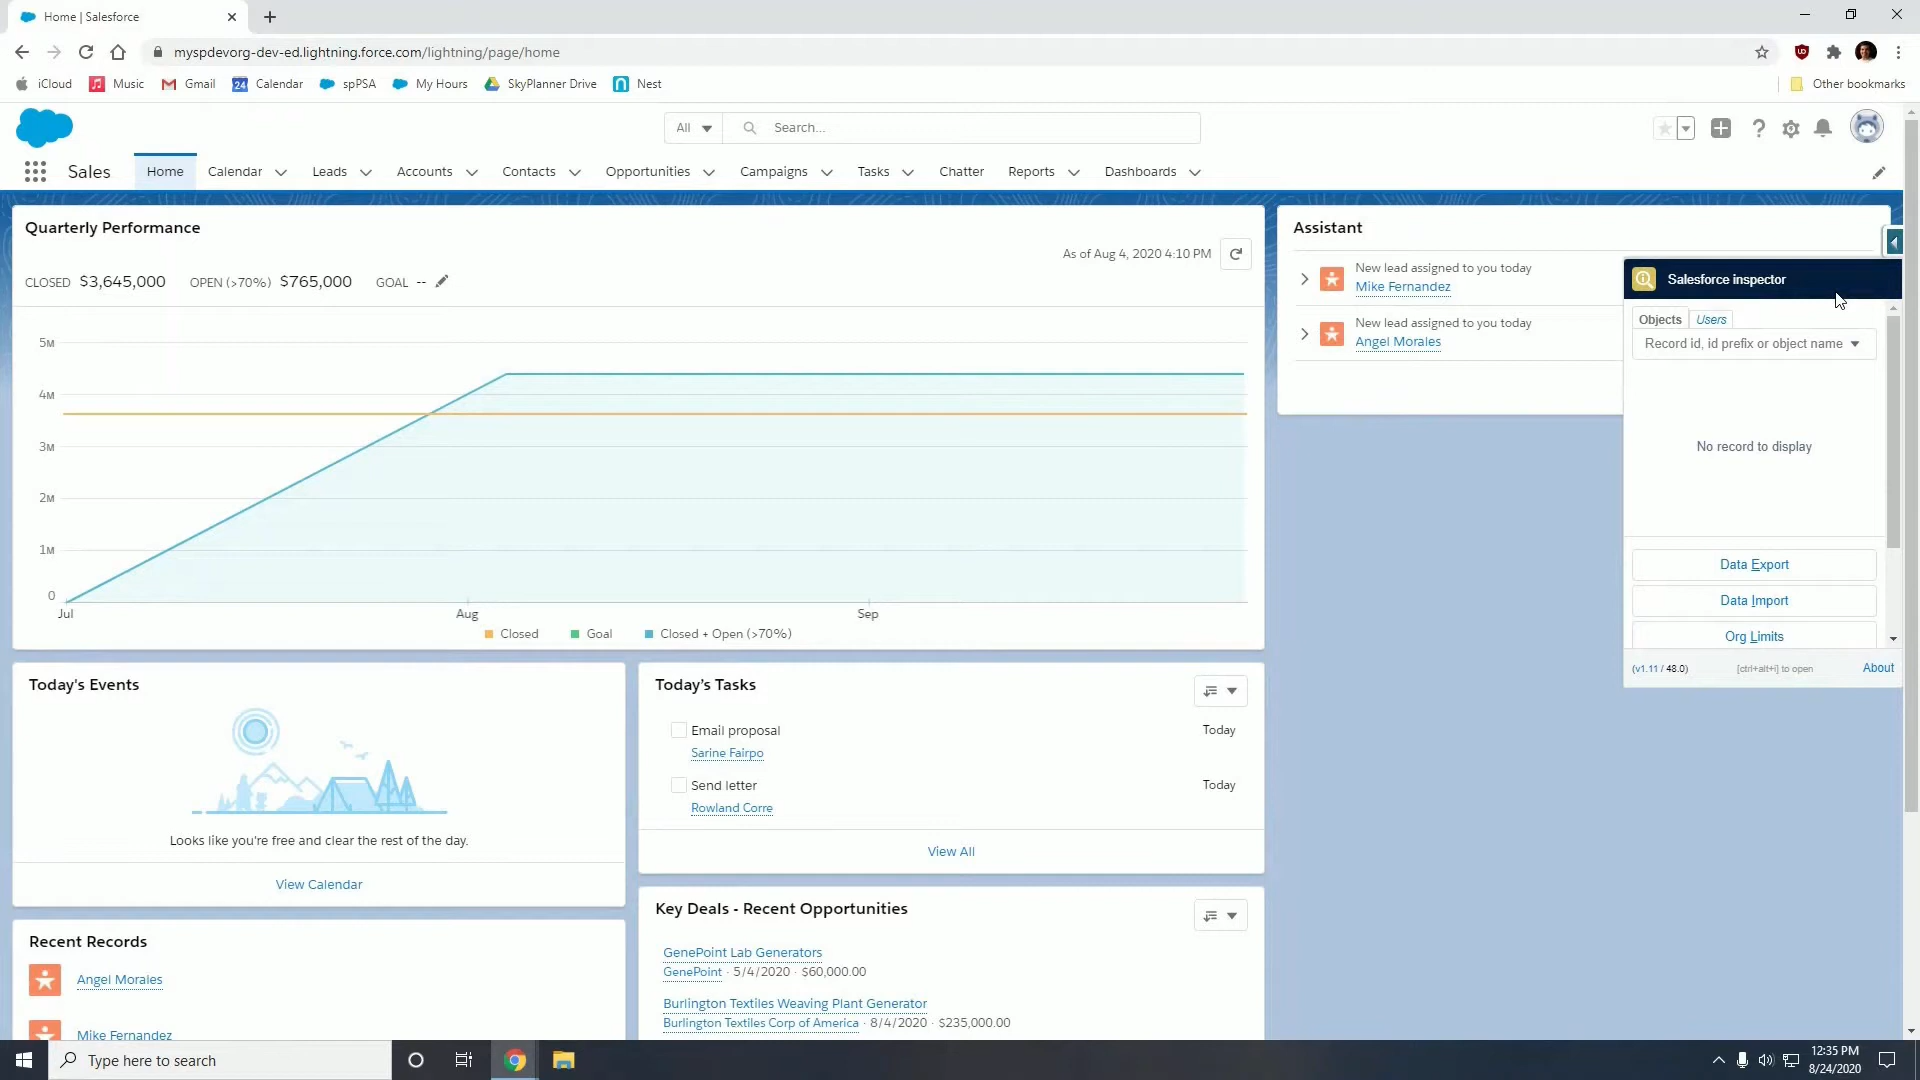 Home | Salesforce
myspdevorg-dev-ed.lightning.force.com/lightning/page/home
iCloud Music Gmail 24 Calendar spPSA My Hours SkyPlanner Drive Nest Other bookmarks
All Search...
Sales Home Calendar Leads Accounts Contacts Opportunities Campaigns Tasks Chatter Reports Dashboards
Quarterly Performance
As of Aug 4, 2020 4:10 PM
CLOSED $3,645,000 OPEN (>70%) $765,000 GOAL --
5M
4M
3M
2M
1M
0
Jul Aug Sep
Closed Goal Closed + Open (>70%)
Assistant
New lead assigned to you today
Mike Fernandez
New lead assigned to you today
Angel Morales
Salesforce inspector
Objects Users
Record id, id prefix or object name
No record to display
Data Export
Data Import
Org Limits
(v1.11 / 48.0) [ctrl+alt+i] to open About
Today's Events
Looks like you're free and clear the rest of the day.
View Calendar
Today's Tasks
Email proposal Today
Sarine Fairpo
Send letter Today
Rowland Corre
View All
Key Deals - Recent Opportunities
GenePoint Lab Generators
GenePoint · 5/4/2020 · $60,000.00
Burlington Textiles Weaving Plant Generator
Burlington Textiles Corp of America · 8/4/2020 · $235,000.00
Recent Records
Angel Morales
Mike Fernandez
Type here to search
12:35 PM
8/24/2020